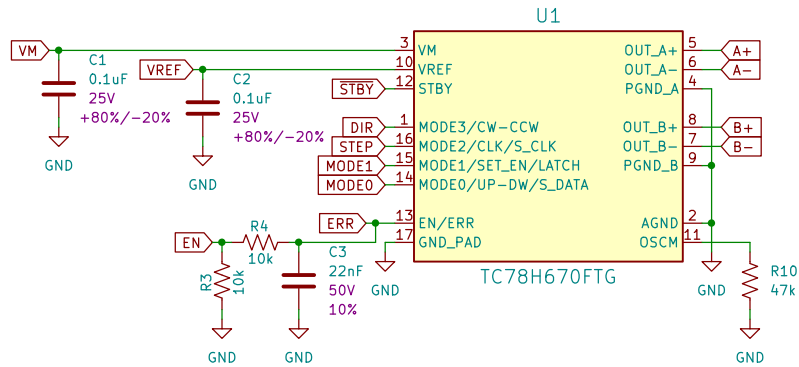 U1
VM
C1
0.1uF
25V
+80%/-20%
GND
VREF
C2
0.1uF
25V
+80%/-20%
GND
STBY
DIR
STEP
MODE1
MODE0
ERR
EN
R4
10k
R3
10k
GND
C3
22nF
50V
10%
GND
GND
3 VM
10 VREF
12 STBY
1 MODE3/CW-CCW
16 MODE2/CLK/S_CLK
15 MODE1/SET_EN/LATCH
14 MODE0/UP-DW/S_DATA
13 EN/ERR
17 GND_PAD
OUT_A+ 5 A+
OUT_A- 6 A-
PGND_A 4
OUT_B+ 8 B+
OUT_B- 7 B-
PGND_B 9
AGND 2
OSCM 11
TC78H670FTG
GND
R10
47k
GND